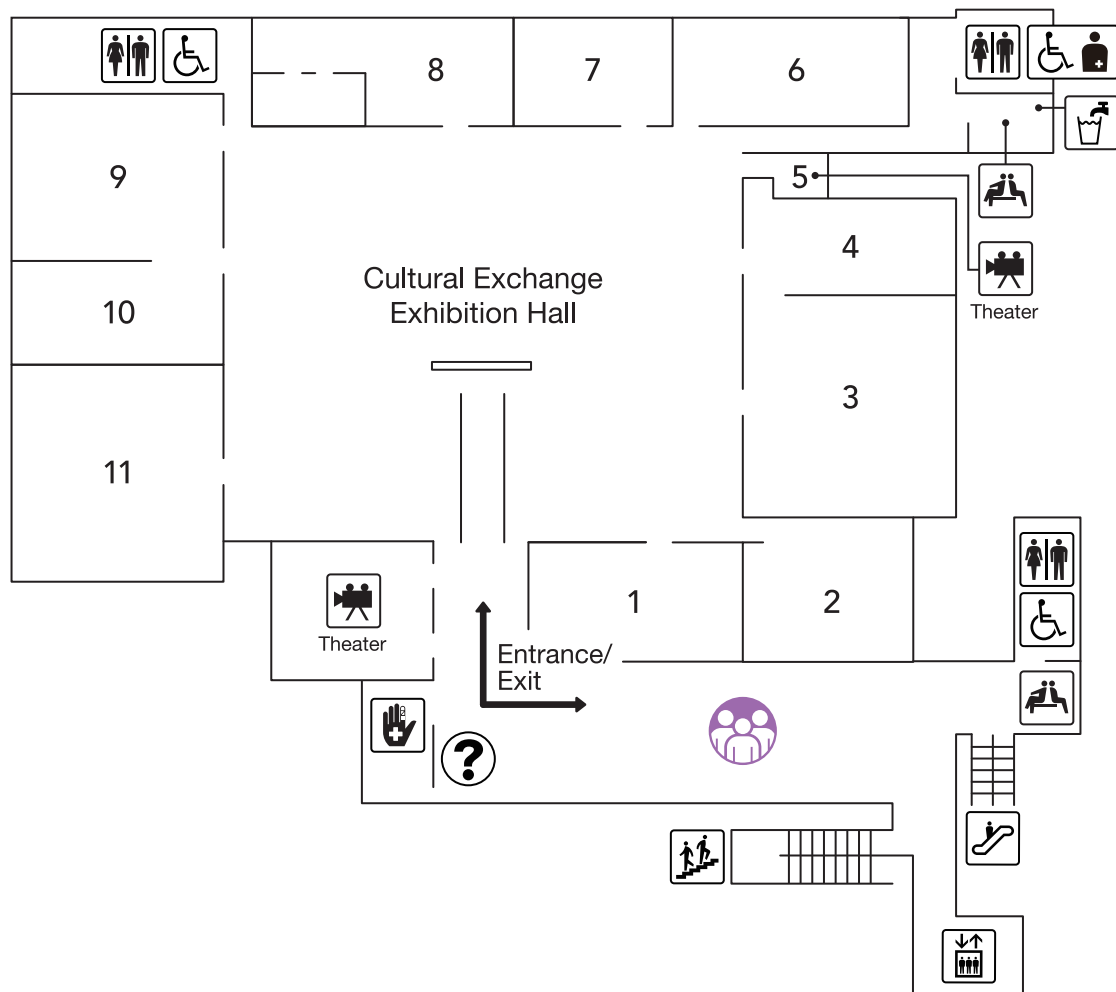 8
7
6
9
5
4
Cultural Exchange
Exhibition Hall
10
Theater
3
11
1
2
Theater
Entrance/
Exit
?